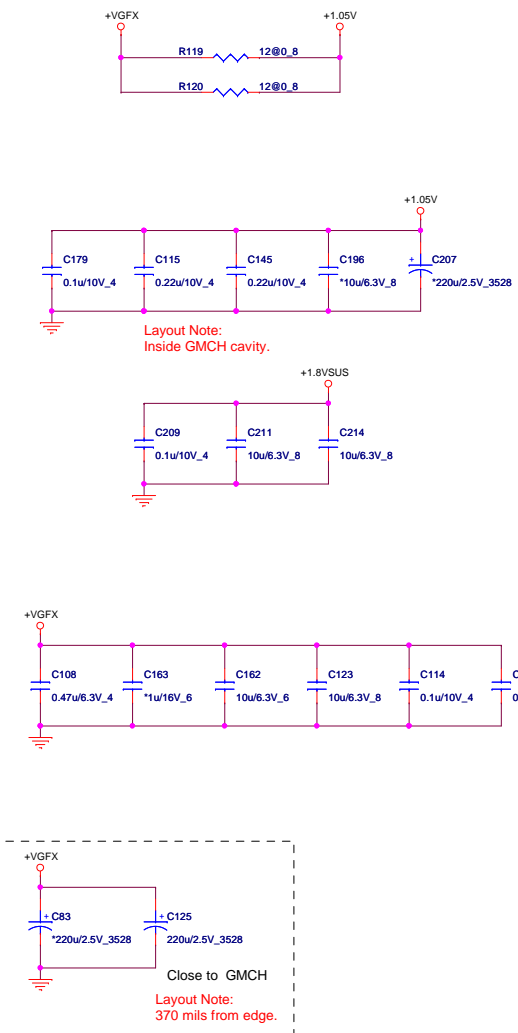 +VGFX
+1.05V
R119
12@0_8
R120
12@0_8
+1.05V
C179
0.1u/10V_4
C115
0.22u/10V_4
C145
0.22u/10V_4
C196
*10u/6.3V_8
+
C207
*220u/2.5V_3528
Layout Note:
Inside GMCH cavity.
+1.8VSUS
C209
0.1u/10V_4
C211
10u/6.3V_8
C214
10u/6.3V_8
+VGFX
C108
0.47u/6.3V_4
C163
*1u/16V_6
C162
10u/6.3V_6
C123
10u/6.3V_8
C114
0.1u/10V_4
+VGFX
+
C83
*220u/2.5V_3528
+
C125
220u/2.5V_3528
Close to GMCH
Layout Note:
370 mils from edge.